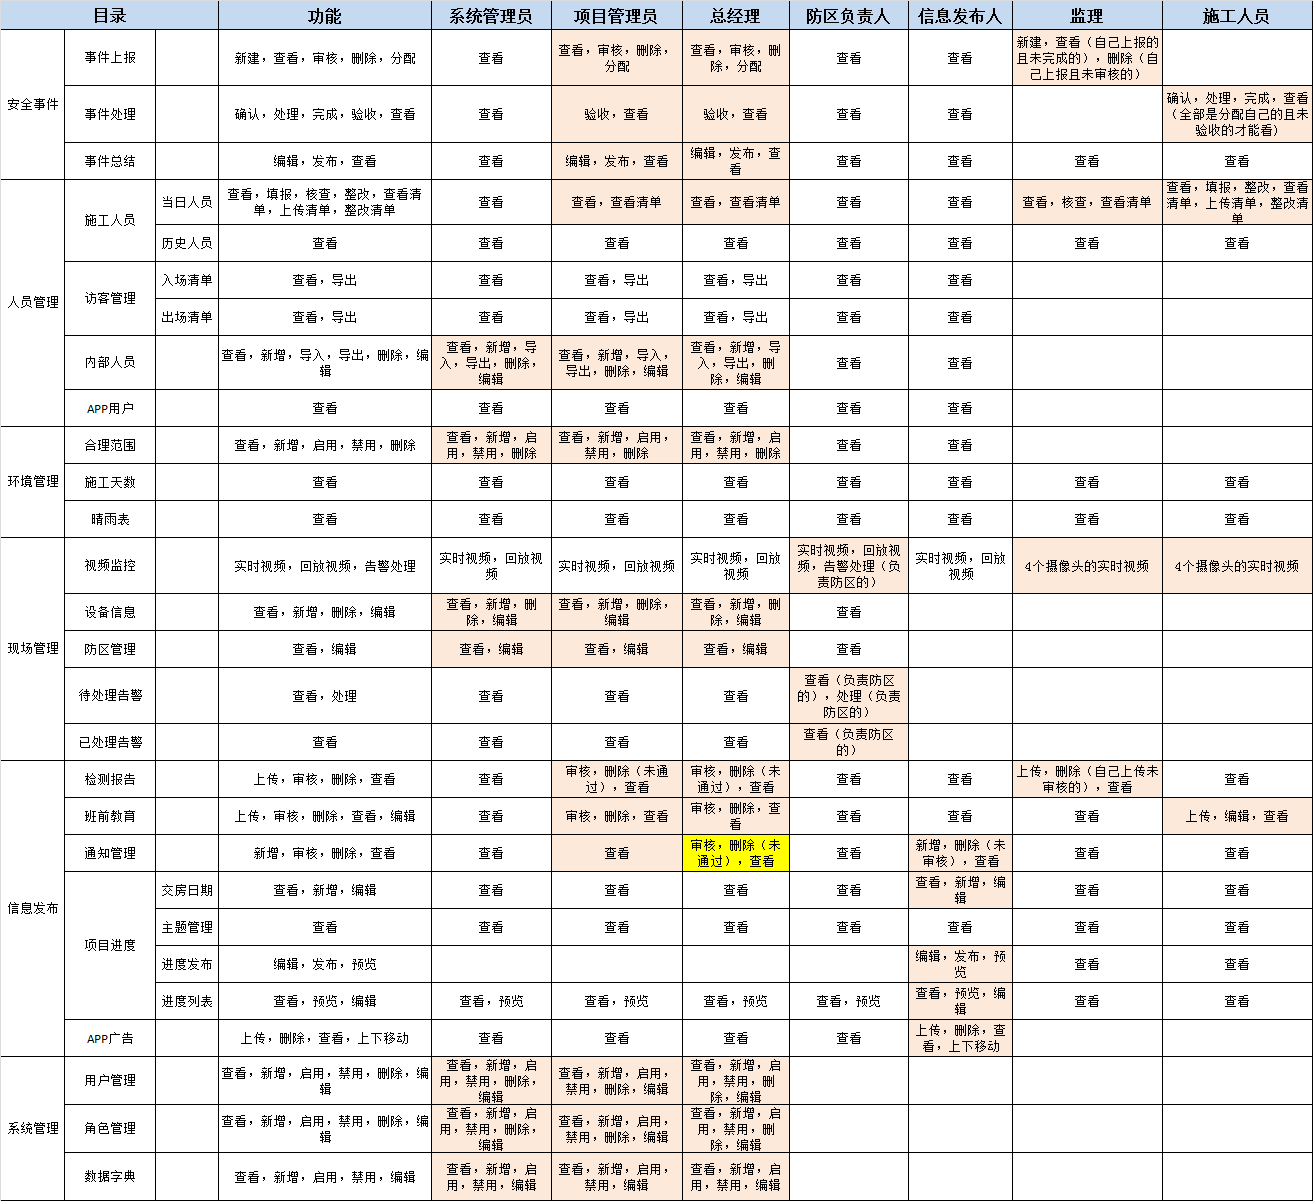 目录 功能 系统管理员 项目管理员 总经理 防区负责人 信息发布人 监理 施工人员
安全事件
事件上报
新建，查看，审核，删除，分配
查看
查看，审核，删除，
分配
查看，审核，删
除，分配
查看
查看
新建，查看（自己上报的
且未完成的），删除（自
己上报且未审核的）
事件处理
确认，处理，完成，验收，查看
查看
验收，查看
验收，查看
查看
查看
确认，处理，完成，查看
（全部是分配自己的且未
验收的才能看）
事件总结
编辑，发布，查看
查看
编辑，发布，查看
编辑，发布，查
看
查看
查看
查看
查看
人员管理
施工人员
当日人员
查看，填报，核查，整改，查看清
单，上传清单，整改清单
查看
查看，查看清单
查看，查看清单
查看
查看
查看，核查，查看清单
查看，填报，整改，查看
清单，上传清单，整改清
单
历史人员
查看
查看
查看
查看
查看
查看
查看
查看
访客管理
入场清单
查看，导出
查看
查看，导出
查看，导出
查看
查看
出场清单
查看，导出
查看
查看，导出
查看，导出
查看
查看
内部人员
查看，新增，导入，导出，删除，编
辑
查看，新增，导
入，导出，删除，
编辑
查看，新增，导入，
导出，删除，编辑
查看，新增，导
入，导出，删
除，编辑
查看
查看
APP用户
查看
查看
查看
查看
查看
查看
环境管理
合理范围
查看，新增，启用，禁用，删除
查看，新增，启
用，禁用，删除
查看，新增，启用，
禁用，删除
查看，新增，启
用，禁用，删除
查看
查看
施工天数
查看
查看
查看
查看
查看
查看
查看
查看
晴雨表
查看
查看
查看
查看
查看
查看
查看
查看
现场管理
视频监控
实时视频，回放视频，告警处理
实时视频，回放视
频
实时视频，回放视频
实时视频，回放
视频
实时视频，回放视
频，告警处理（负
责防区的）
实时视频，回放
视频
4个摄像头的实时视频
4个摄像头的实时视频
设备信息
查看，新增，删除，编辑
查看，新增，删
除，编辑
查看，新增，删除，
编辑
查看，新增，删
除，编辑
查看
防区管理
查看，编辑
查看，编辑
查看，编辑
查看，编辑
查看
待处理告警
查看，处理
查看
查看
查看
查看（负责防区
的），处理（负责
防区的）
已处理告警
查看
查看
查看
查看
查看（负责防区
的）
信息发布
检测报告
上传，审核，删除，查看
查看
审核，删除（未通
过），查看
审核，删除（未
通过），查看
查看
查看
上传，删除（自己上传未
审核的），查看
查看
班前教育
上传，审核，删除，查看，编辑
查看
审核，删除，查看
审核，删除，查
看
查看
查看
查看
上传，编辑，查看
通知管理
新增，审核，删除，查看
查看
查看
审核，删除（未
通过），查看
查看
新增，删除（未
审核），查看
查看
查看
项目进度
交房日期
查看，新增，编辑
查看
查看
查看
查看
查看，新增，编
辑
查看
查看
主题管理
查看
查看
查看
查看
查看
查看
查看
查看
进度发布
编辑，发布，预览
编辑，发布，预
览
查看
查看
进度列表
查看，预览，编辑
查看，预览
查看，预览
查看，预览
查看，预览
查看，预览，编
辑
查看
查看
APP广告
上传，删除，查看，上下移动
查看
查看
查看
查看
上传，删除，查
看，上下移动
系统管理
用户管理
查看，新增，启用，禁用，删除，编
辑
查看，新增，启
用，禁用，删除，
编辑
查看，新增，启用，
禁用，删除，编辑
查看，新增，启
用，禁用，删
除，编辑
角色管理
查看，新增，启用，禁用，删除，编
辑
查看，新增，启
用，禁用，删除，
编辑
查看，新增，启用，
禁用，删除，编辑
查看，新增，启
用，禁用，删
除，编辑
数据字典
查看，新增，启用，禁用，编辑
查看，新增，启
用，禁用，编辑
查看，新增，启用，
禁用，编辑
查看，新增，启
用，禁用，编辑